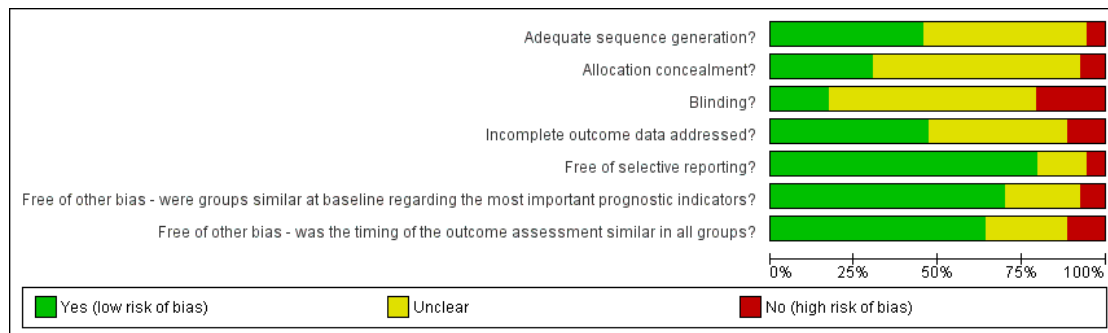 Adequate sequence generation?
Allocation concealment?
Blinding?
Incomplete outcome data addressed?
Free of selective reporting?
Free of other bias - were groups similar at baseline regarding the most important prognostic indicators?
Free of other bias - was the timing of the outcome assessment similar in all groups?
0% 25% 50% 75% 100%
Yes (low risk of bias) Unclear No (high risk of bias)